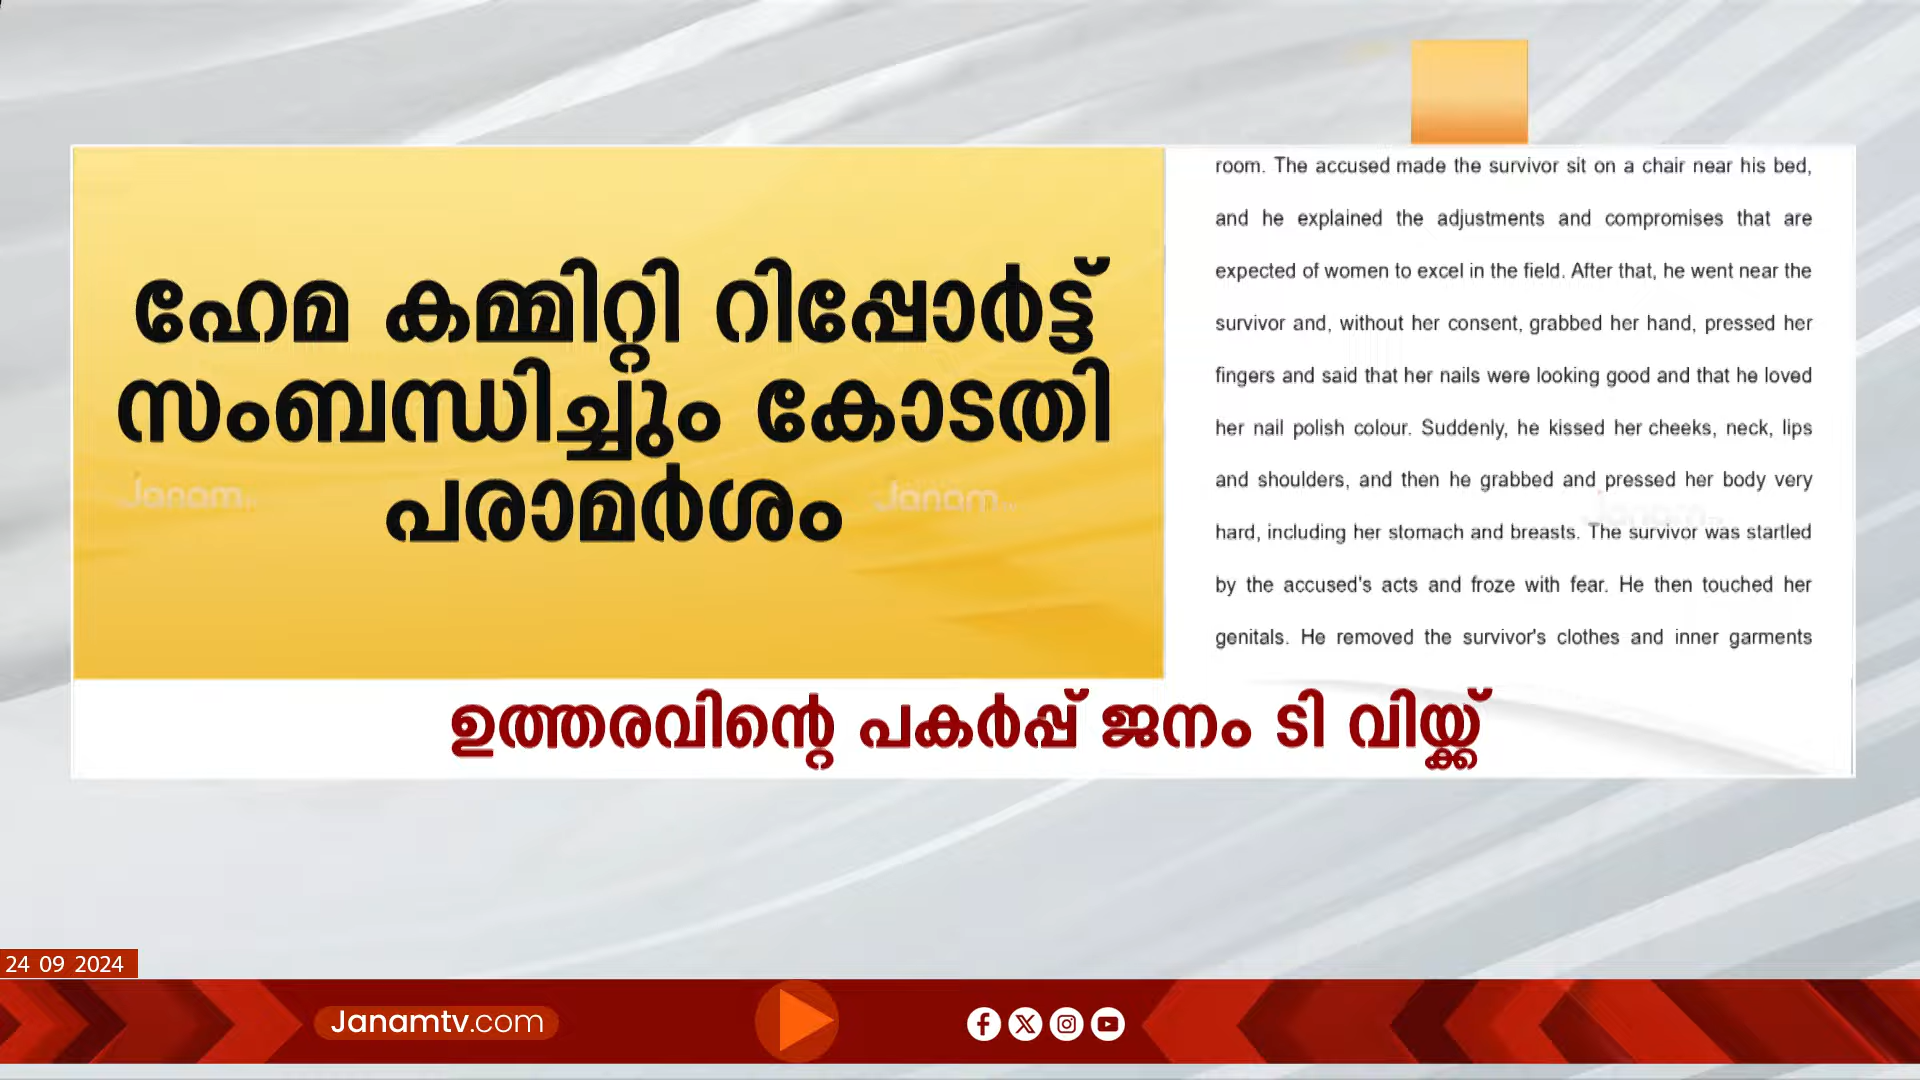 ഹേമ കമ്മിറ്റി റിപ്പോർട്ട്
സംബന്ധിച്ചും കോടതി
പരാമർശം
room. The accused made the survivor sit on a chair near his bed,
and he explained the adjustments and compromises that are
expected of women to excel in the field. After that, he went near the
survivor and, without her consent, grabbed her hand, pressed her
fingers and said that her nails were looking good and that he loved
her nail polish colour. Suddenly, he kissed her cheeks, neck, lips
and shoulders, and then he grabbed and pressed her body very
hard, including her stomach and breasts. The survivor was startled
by the accused's acts and froze with fear. He then touched her
genitals. He removed the survivor's clothes and inner garments
Janam
Janam
Janam
ഉത്തരവിന്റെ പകർപ്പ് ജനം ടി വിയ്ക്ക്
24 09 2024
Janamtv.com